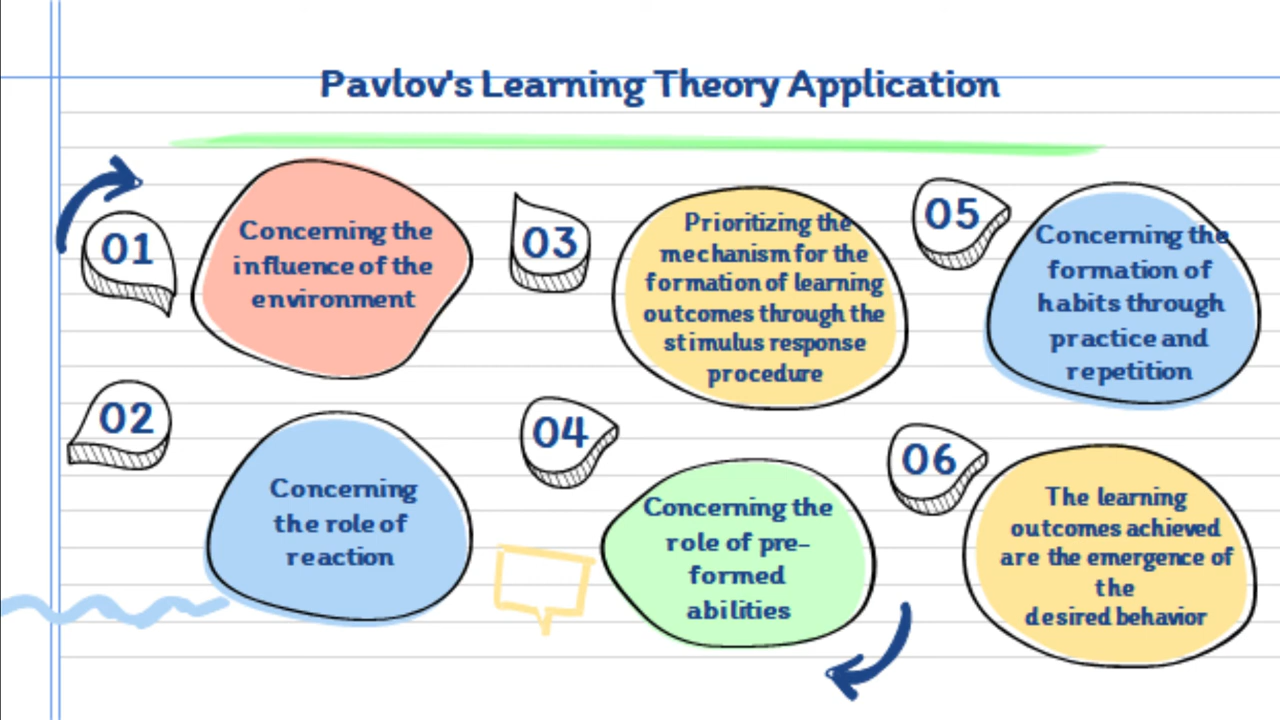 Pavlov's Learning Theory Application
01
Concerning the
influence of the
environment
02
Concerning
the role of
reaction
03
Prioritizing the
mechanism for the
formation of learning
outcomes through the
stimulus response
procedure
04
Concerning the
role of pre-
formed
abilities
05
Concerning the
formation of
habits through
practice and
repetition
06
The learning
outcomes achieved
are the emergence of
the
desired behavior